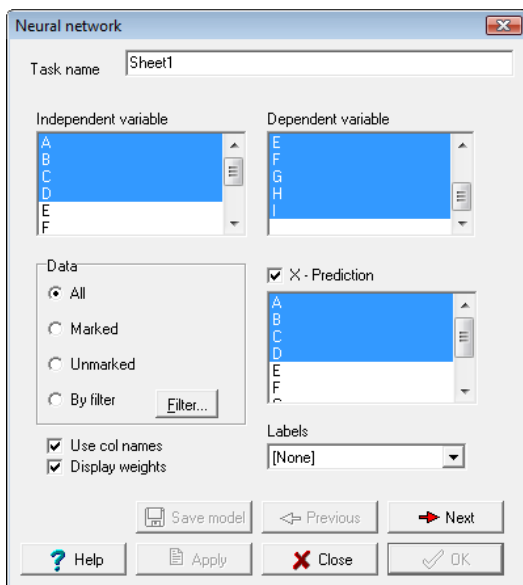 Neural network
Task name
Sheet1
Independent variable
A
B
C
D
E
F
Dependent variable
E
F
G
H
I
Data
All
Marked
Unmarked
By filter
Filter...
X - Prediction
A
B
C
D
E
F
Use col names
Display weights
Labels
[None]
Save model
Previous
Next
Help
Apply
Close
OK